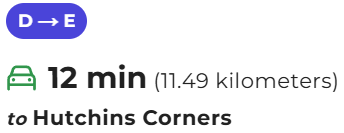 D → E
12 min (11.49 kilometers)
to Hutchins Corners